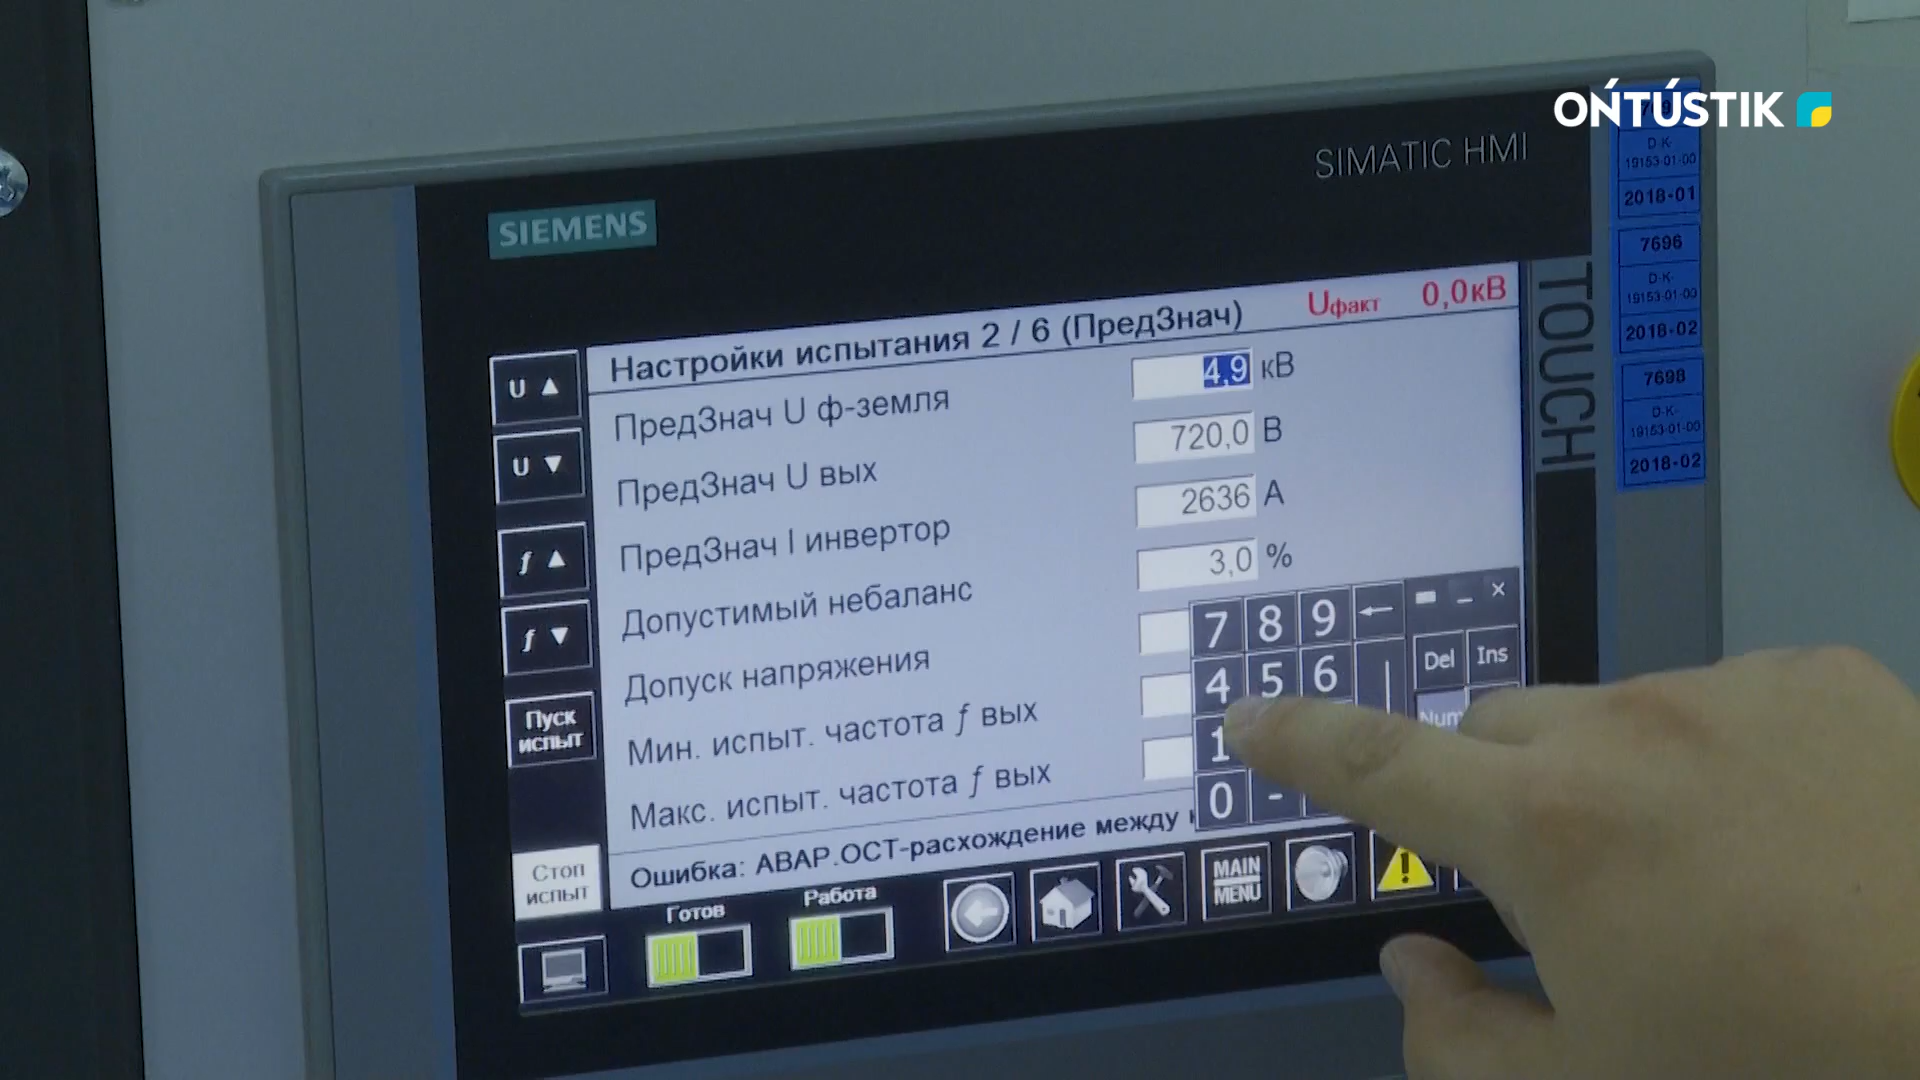 OŃTÚSTIK
SIMATIC HMI
SIEMENS
TOUCH
D-K-
19153-01-00
2018-01
7696
D-K-
19153-01-00
2018-02
7698
D-K-
19153-01-00
2018-02
Настройки испытания 2 / 6 (ПредЗнач)
Uфакт 0,0кВ
ПредЗнач U ф-земля 4,9 кВ
ПредЗнач U вых 720,0 В
ПредЗнач I инвертор 2636 А
Допустимый небаланс 3,0 %
Допуск напряжения
Мин. испыт. частота ƒ вых
Макс. испыт. частота ƒ вых
Ошибка: АВАР.ОСТ-расхождение между
U ▲
U ▼
ƒ ▲
ƒ ▼
Пуск
испыт
Стоп
испыт
7 8 9 ←
4 5 6
1
0 -
Del Ins
Num
Готов
Работа
MAIN
MENU